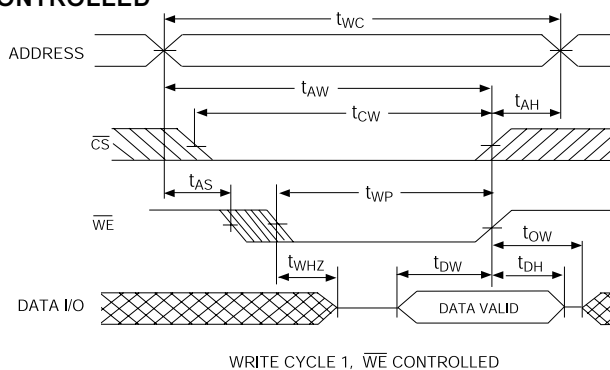 CONTROLLED
tWC
ADDRESS
tAW
tCW
tAH
CS
tAS
tWP
WE
tOW
tWHZ
tDW
tDH
DATA I/O
DATA VALID
WRITE CYCLE 1, WE CONTROLLED